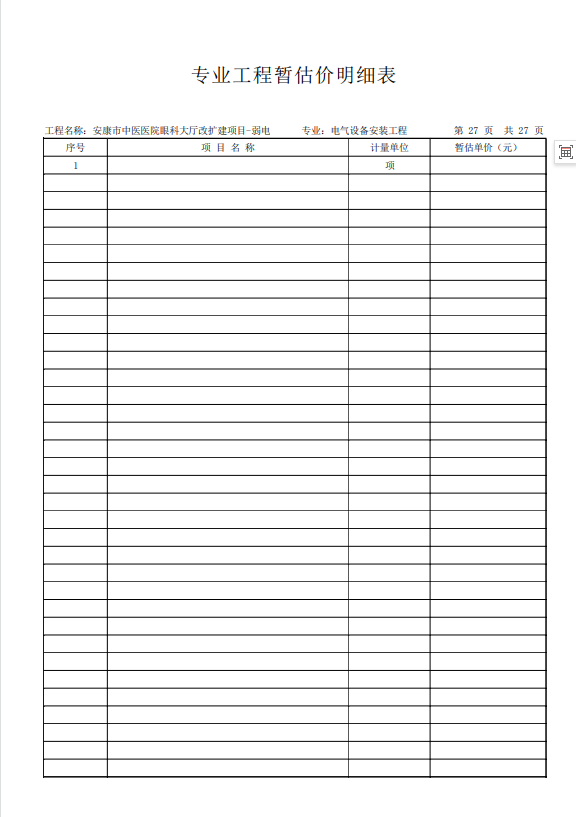 专业工程暂估价明细表
工程名称：安康市中医医院眼科大厅改扩建项目-弱电 专业：电气设备安装工程 第 27 页 共 27 页
序号 项 目 名 称 计量单位 暂估单价（元）
1 项